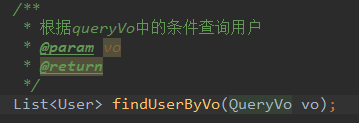 /**
* 根据queryVo中的条件查询用户
* @param vo
* @return
*/
List<User> findUserByVo(QueryVo vo);